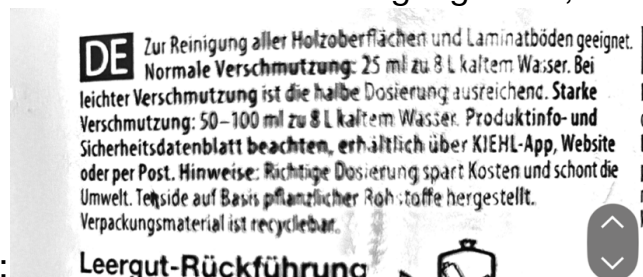 DE Zur Reinigung aller Holzoberflächen und Laminatböden geeignet.
Normale Verschmutzung: 25 ml zu 8 L kaltem Wasser. Bei
leichter Verschmutzung ist die halbe Dosierung ausreichend. Starke
Verschmutzung: 50–100 ml zu 8 L kaltem Wasser. Produktinfo- und
Sicherheitsdatenblatt beachten, erhältlich über KIEHL-App, Website
oder per Post. Hinweise: Richtige Dosierung spart Kosten und schont die
Umwelt. Tenside auf Basis pflanzlicher Rohstoffe hergestellt.
Verpackungsmaterial ist recyclebar.
Leergut-Rückführung